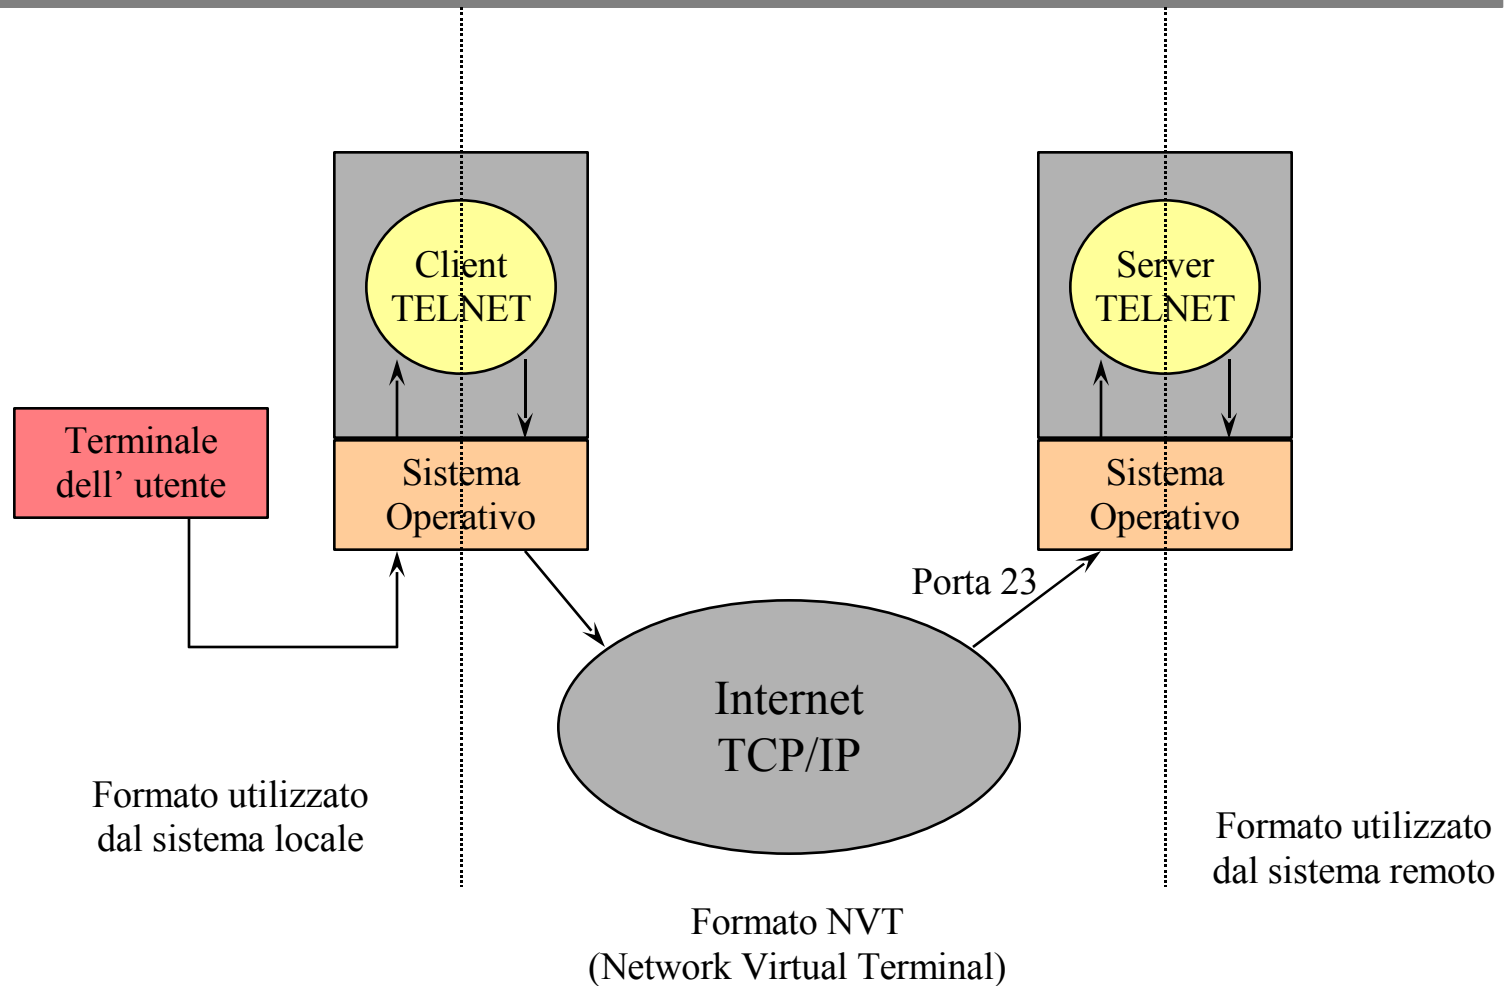 Client
TELNET
Server
TELNET
Terminale
dell’ utente
Sistema
Operativo
Sistema
Operativo
Porta 23
Internet
TCP/IP
Formato utilizzato
dal sistema locale
Formato utilizzato
dal sistema remoto
Formato NVT
(Network Virtual Terminal)